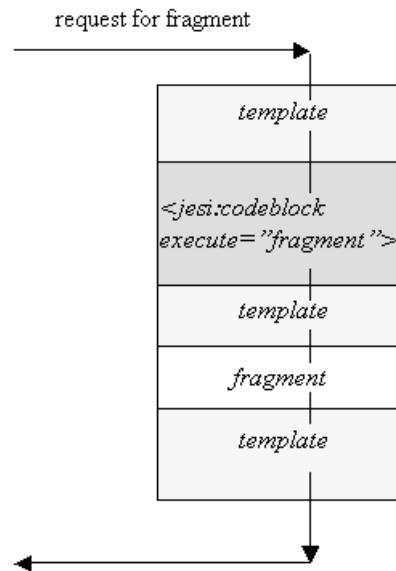 request for fragment
template
<jesi:codeblock
execute=”fragment”>
template
fragment
template